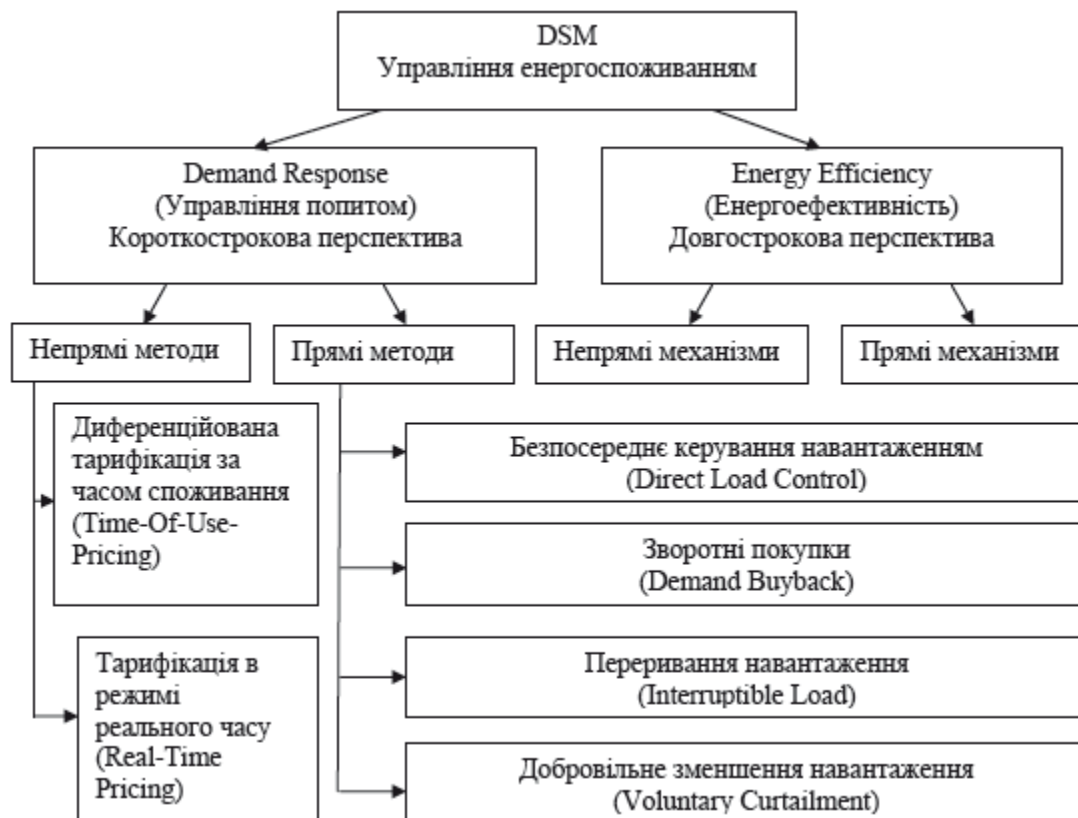 DSM
Управління енергоспоживанням
Demand Response
(Управління попитом)
Короткострокова перспектива
Energy Efficiency
(Енергоефективність)
Довгострокова перспектива
Непрямі методи
Прямі методи
Непрямі механізми
Прямі механізми
Диференційована
тарифікація за
часом споживання
(Time-Of-Use-
Pricing)
Тарифікація в
режимі
реального часу
(Real-Time
Pricing)
Безпосереднє керування навантаженням
(Direct Load Control)
Зворотні покупки
(Demand Buyback)
Переривання навантаження
(Interruptible Load)
Добровільне зменшення навантаження
(Voluntary Curtailment)